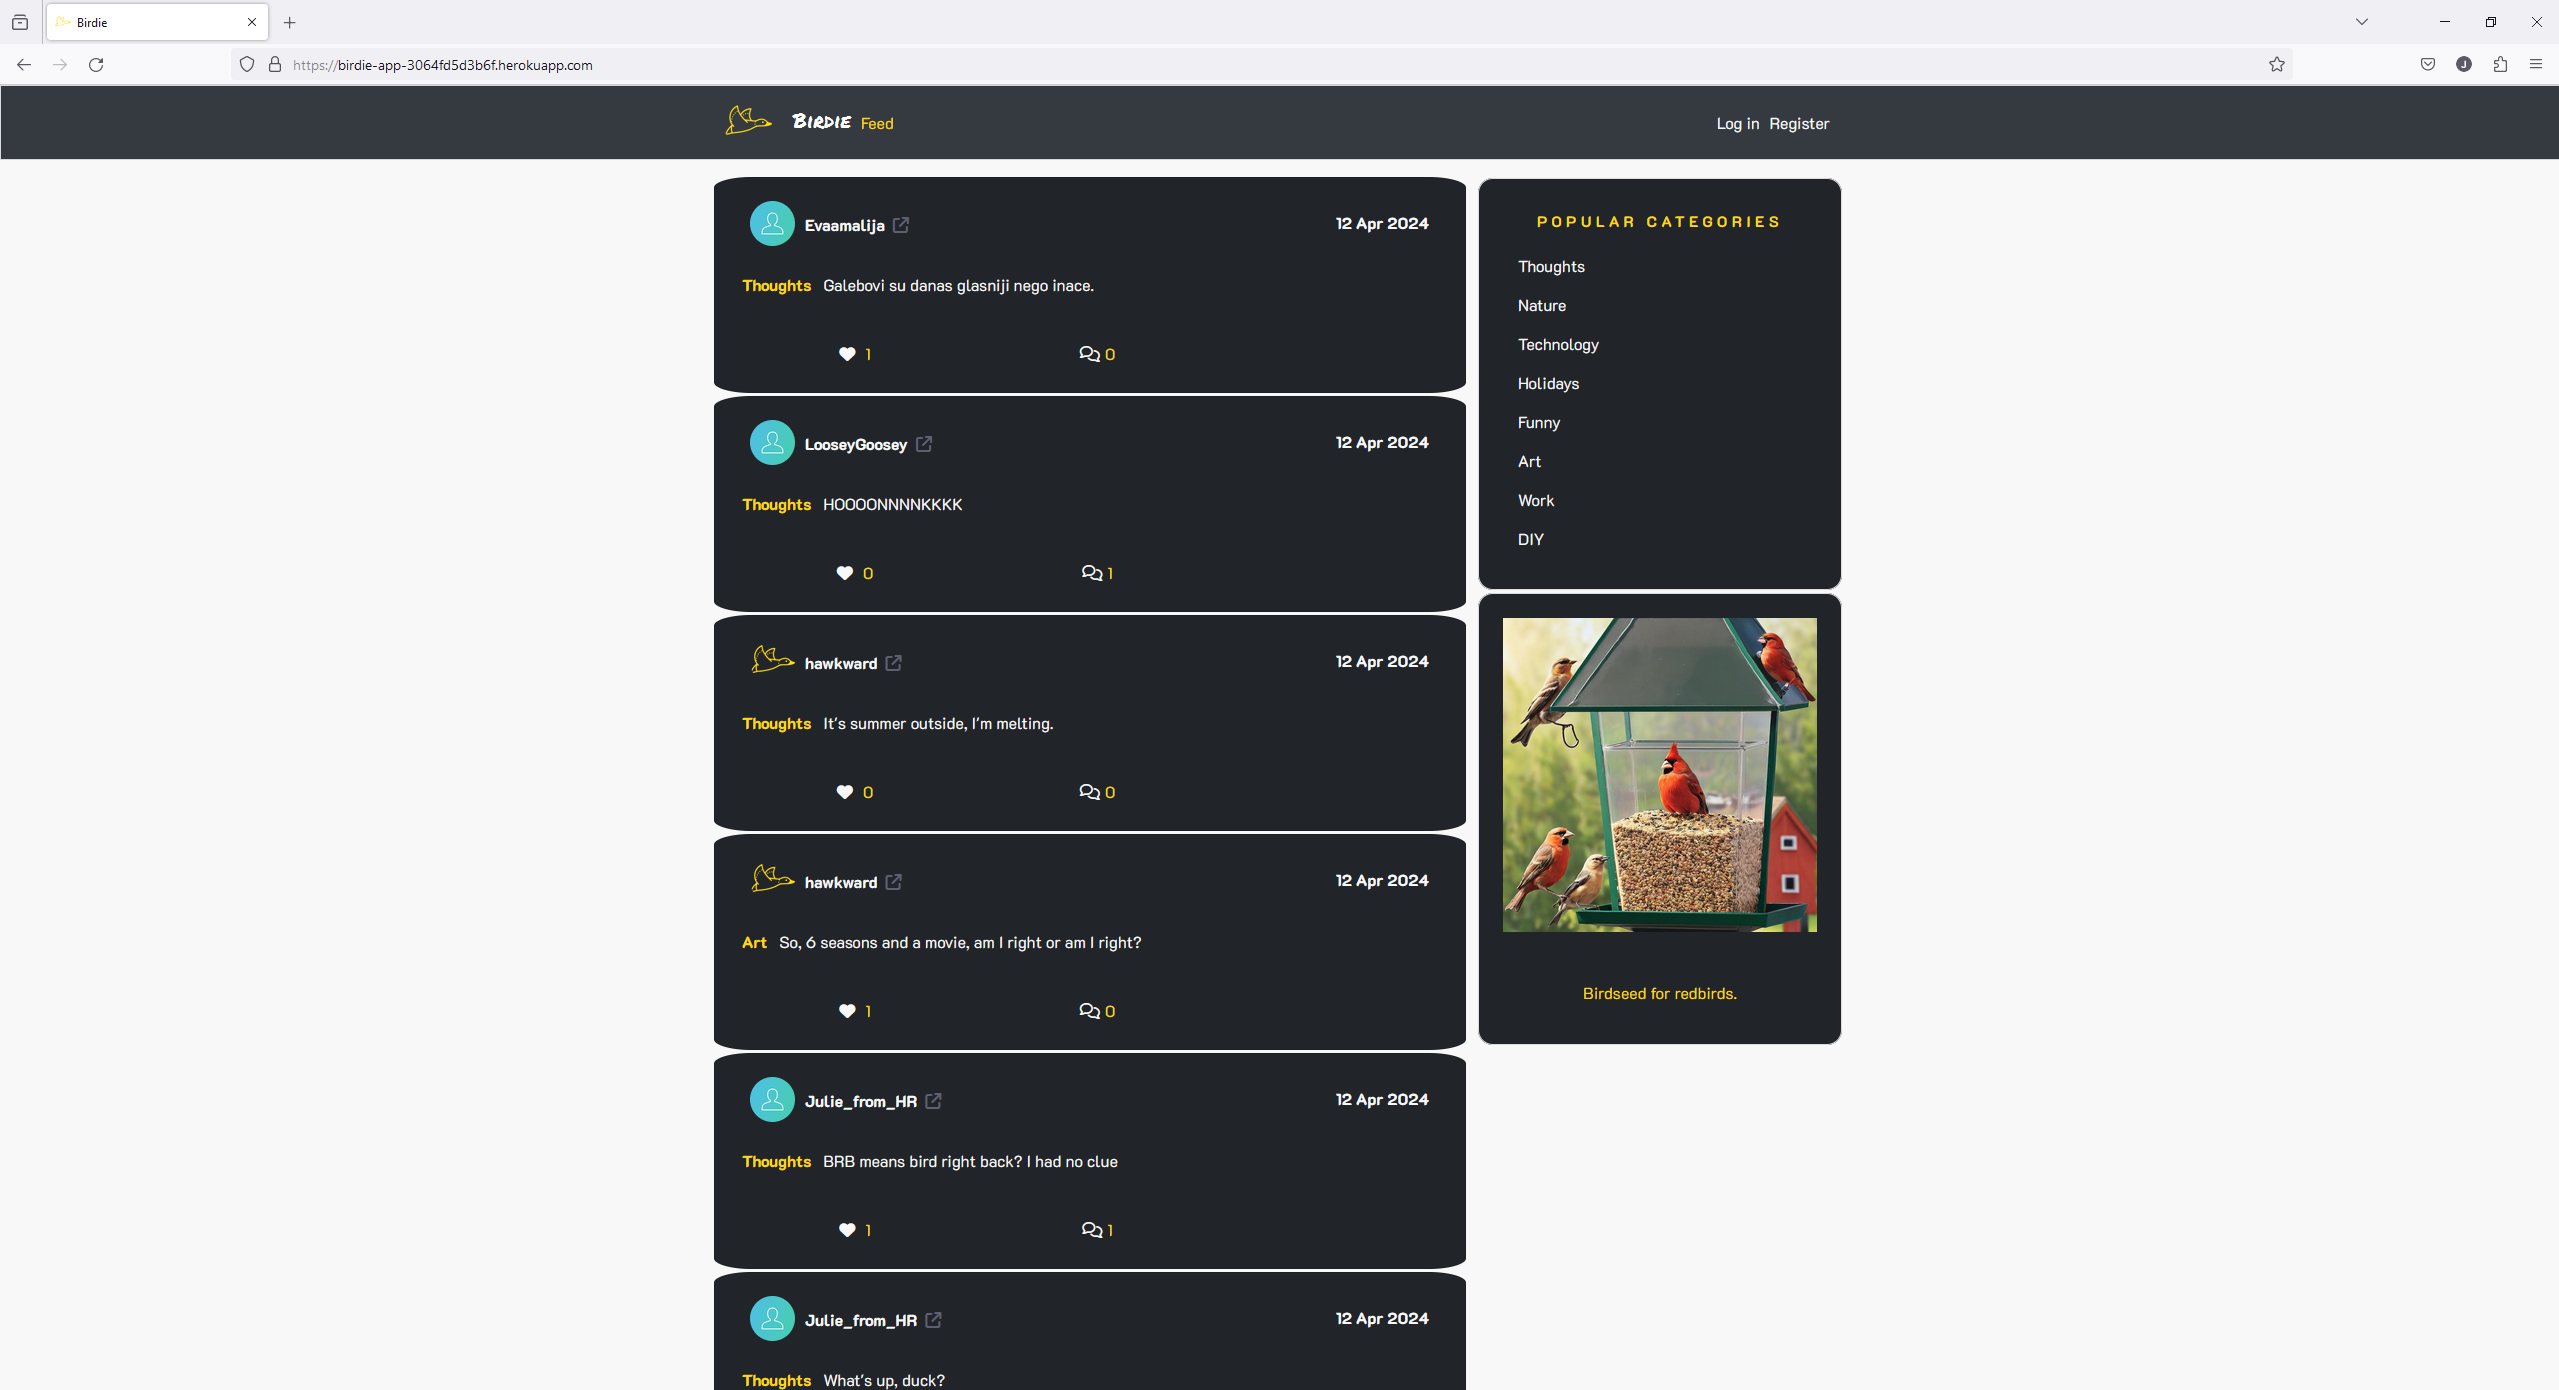 Birdie
https://birdie-app-3064fd5d3b6f.herokuapp.com
J
BIRDIE Feed
Log in Register
Evaamalija
12 Apr 2024
Thoughts Galebovi su danas glasniji nego inace.
1 0
LooseyGoosey
12 Apr 2024
Thoughts HOOOONNNNKKKK
0 1
hawkward
12 Apr 2024
Thoughts It's summer outside, I'm melting.
0 0
hawkward
12 Apr 2024
Art So, 6 seasons and a movie, am I right or am I right?
1 0
Julie_from_HR
12 Apr 2024
Thoughts BRB means bird right back? I had no clue
1 1
Julie_from_HR
12 Apr 2024
Thoughts What's up, duck?
POPULAR CATEGORIES
Thoughts
Nature
Technology
Holidays
Funny
Art
Work
DIY
Birdseed for redbirds.